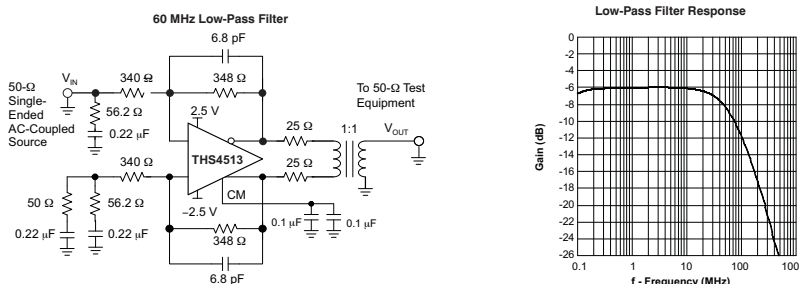 60 MHz Low-Pass Filter
6.8 pF
50-Ω
Single-
Ended
AC-Coupled
Source
V_IN
340 Ω
348 Ω
56.2 Ω
0.22 µF
2.5 V
THS4513
CM
−2.5 V
To 50-Ω Test
Equipment
25 Ω
1:1
V_OUT
25 Ω
340 Ω
50 Ω
56.2 Ω
0.22 µF
0.22 µF
0.1 µF
0.1 µF
348 Ω
6.8 pF
Low-Pass Filter Response
Gain (dB)
0
-2
-4
-6
-8
-10
-12
-14
-16
-18
-20
-22
-24
-26
0.1
1
10
100
100
f - Frequency (MHz)